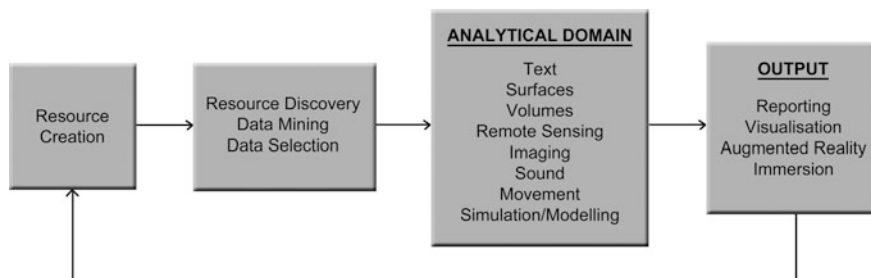 Resource
Creation
Resource Discovery
Data Mining
Data Selection
ANALYTICAL DOMAIN
Text
Surfaces
Volumes
Remote Sensing
Imaging
Sound
Movement
Simulation/Modelling
OUTPUT
Reporting
Visualisation
Augmented Reality
Immersion